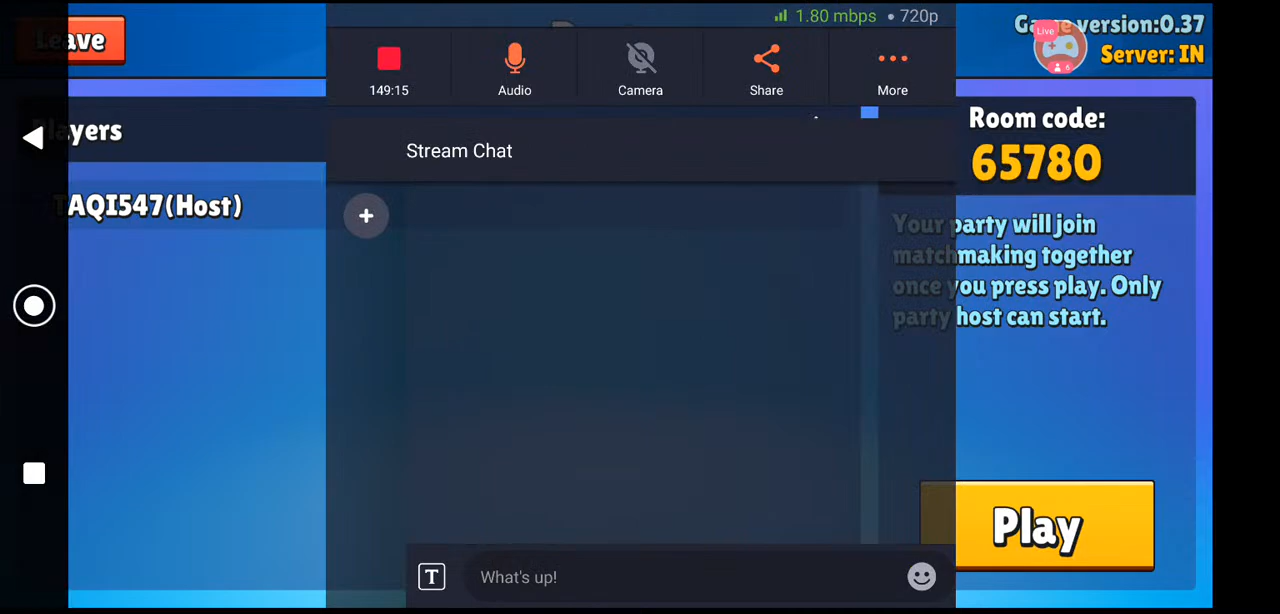 1.80 mbps • 720p
Leave
Game version:0.37
Live
6
Server: IN
149:15
Audio
Camera
Share
More
Players
Stream Chat
Room code:
65780
TAQI547(Host)
Your party will join
matchmaking together
once you press play. Only
party host can start.
Play
T
What's up!